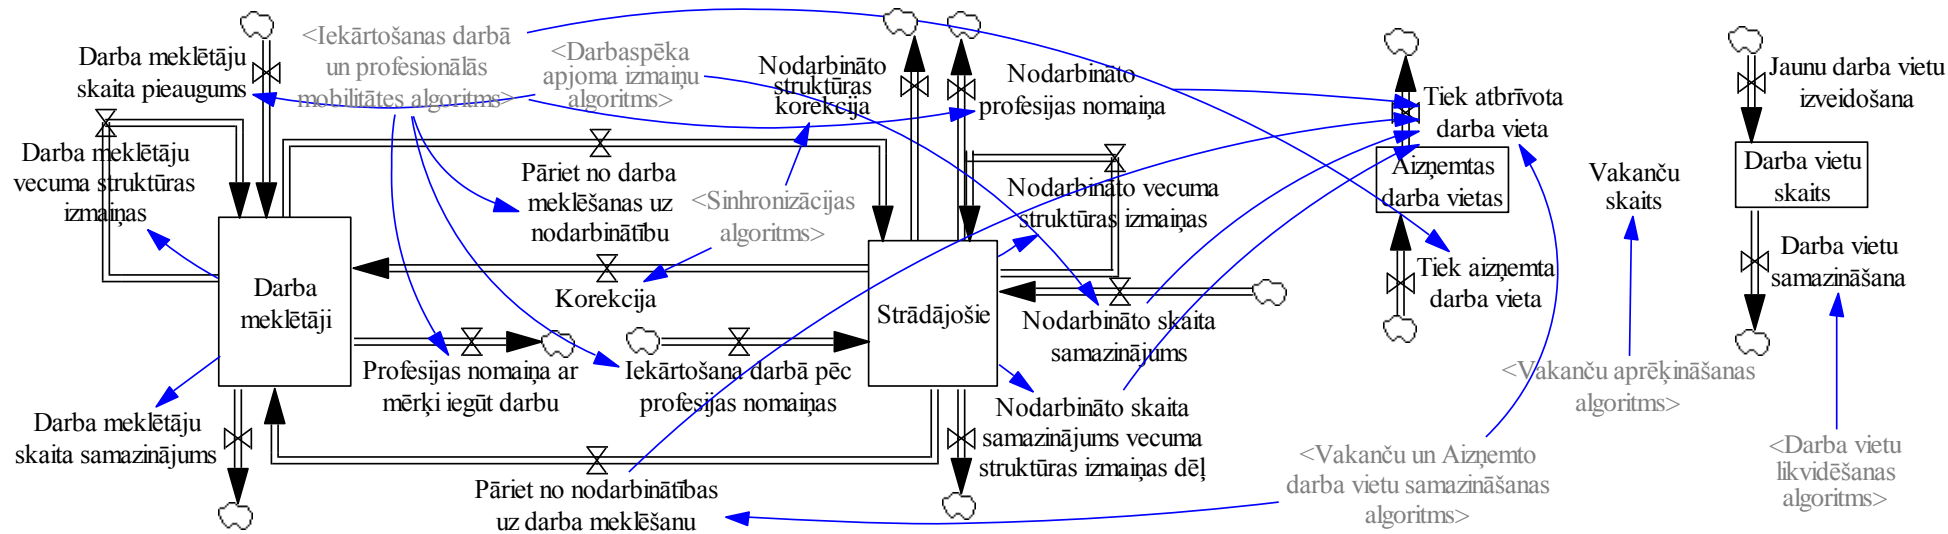 Darba meklētāju
skaita pieaugums
<Iekārtošanas darbā
un profesionālās
mobilitātes algoritms>
<Darbaspēka
apjoma izmaiņu
algoritms>
Nodarbināto
struktūras
korekcija
Nodarbināto
profesijas nomaiņa
Tiek atbrīvota
darba vieta
Jaunu darba vietu
izveidošana
Darba meklētāju
vecuma struktūras
izmaiņas
Pāriet no darba
meklēšanas uz
nodarbinātību
<Sinhronizācijas
algoritms>
Nodarbināto vecuma
struktūras izmaiņas
Aizņemtas
darba vietas
Vakanču
skaits
Darba vietu
skaits
Darba
meklētāji
Korekcija
Strādājošie
Nodarbināto skaita
samazinājums
Tiek aizņemta
darba vieta
Darba vietu
samazināšana
Profesijas nomaiņa ar
mērķi iegūt darbu
Iekārtošana darbā pēc
profesijas nomaiņas
<Vakanču aprēķināšanas
algoritms>
Darba meklētāju
skaita samazinājums
Nodarbināto skaita
samazinājums vecuma
struktūras izmaiņas dēļ
<Vakanču un Aizņemto
darba vietu samazināšanas
algoritms>
<Darba vietu
likvidēšanas
algoritms>
Pāriet no nodarbinātības
uz darba meklēšanu